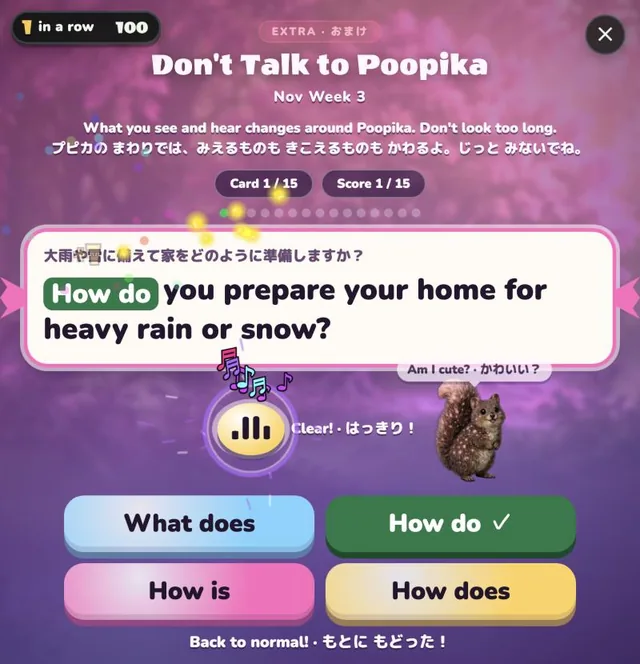 in a row 100
EXTRA · おまけ
Don't Talk to Poopika
Nov Week 3
What you see and hear changes around Poopika. Don't look too long.
プピカの まわりでは、みえるものも きこえるものも かわるよ。じっと みないでね。
Card 1 / 15
Score 1 / 15
大雨や雪に備えて家をどのように準備しますか？
How do you prepare your home for
heavy rain or snow?
Am I cute? · かわいい？
Clear! · はっきり！
What does
How do ✓
How is
How does
Back to normal! · もとに もどった！